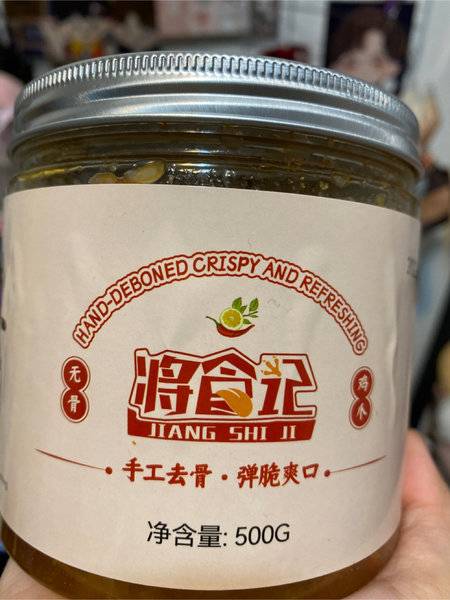 HAND-DEBONED CRISPY AND REFRESHING
无骨
鸡爪
将食记
JIANG SHI JI
手工去骨·弹脆爽口
净含量: 500G